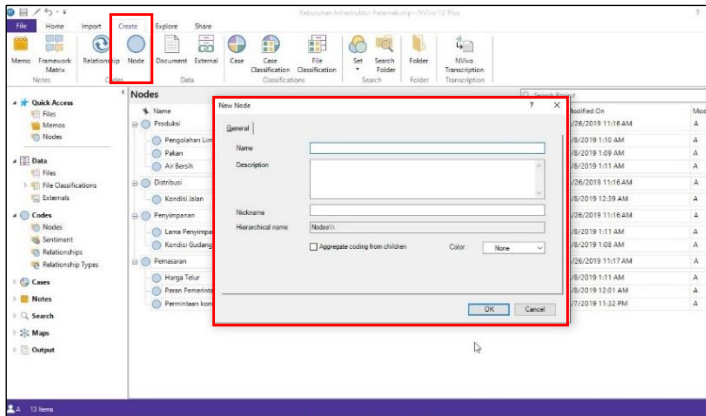 Kebutuhan Infrastruktur Peternak.nvp - NVivo 12 Plus
File Home Import Create Explore Share
Memo Framework Matrix Relationship Node Document External Case Case Classification File Classification Set Search Folder Folder NVivo Transcription
Notes Codes Data Classifications Search Folder Transcription
Quick Access
Files
Memos
Nodes
Data
Files
File Classifications
Externals
Codes
Nodes
Sentiment
Relationships
Relationship Types
Cases
Notes
Search
Maps
Output
Nodes
Search Project
Name
Produksi
Pengolahan Lim
Pakan
Air Bersih
Distribusi
Kondisi Jalan
Penyimpanan
Lama Penyimpa
Kondisi Gudang
Pemasaran
Harga Telur
Peran Pemerinta
Permintaan kon
New Node ?
General
Name
Description
Nickname
Hierarchical name Nodes\\
Aggregate coding from children Color None
OK Cancel
Modified On Mod
/26/2019 11:16 AM A
/8/2019 1:10 AM A
/8/2019 1:09 AM A
/8/2019 1:11 AM A
/26/2019 11:16 AM A
/8/2019 12:39 AM A
/26/2019 11:16 AM A
/8/2019 1:11 AM A
/8/2019 1:08 AM A
/26/2019 11:17 AM A
/8/2019 1:11 AM A
/8/2019 12:01 AM A
/7/2019 11:52 PM A
A 13 Items